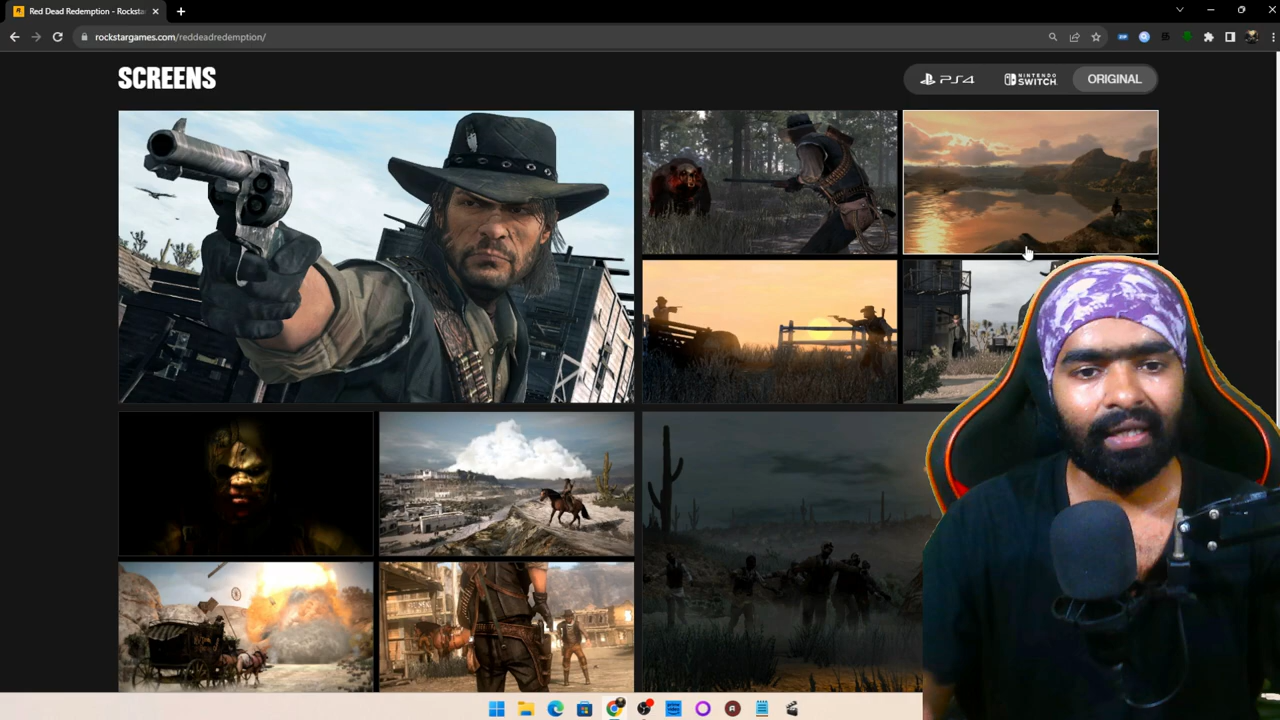 Red Dead Redemption - Rocksta
rockstargames.com/reddeadredemption/
SCREENS
PS4
NINTENDO
SWITCH
ORIGINAL